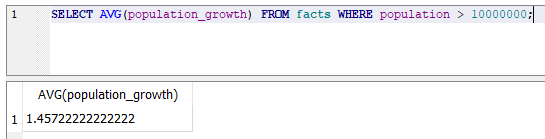 1 SELECT AVG(population_growth) FROM facts WHERE population > 10000000;
AVG(population_growth)
1 1.45722222222222